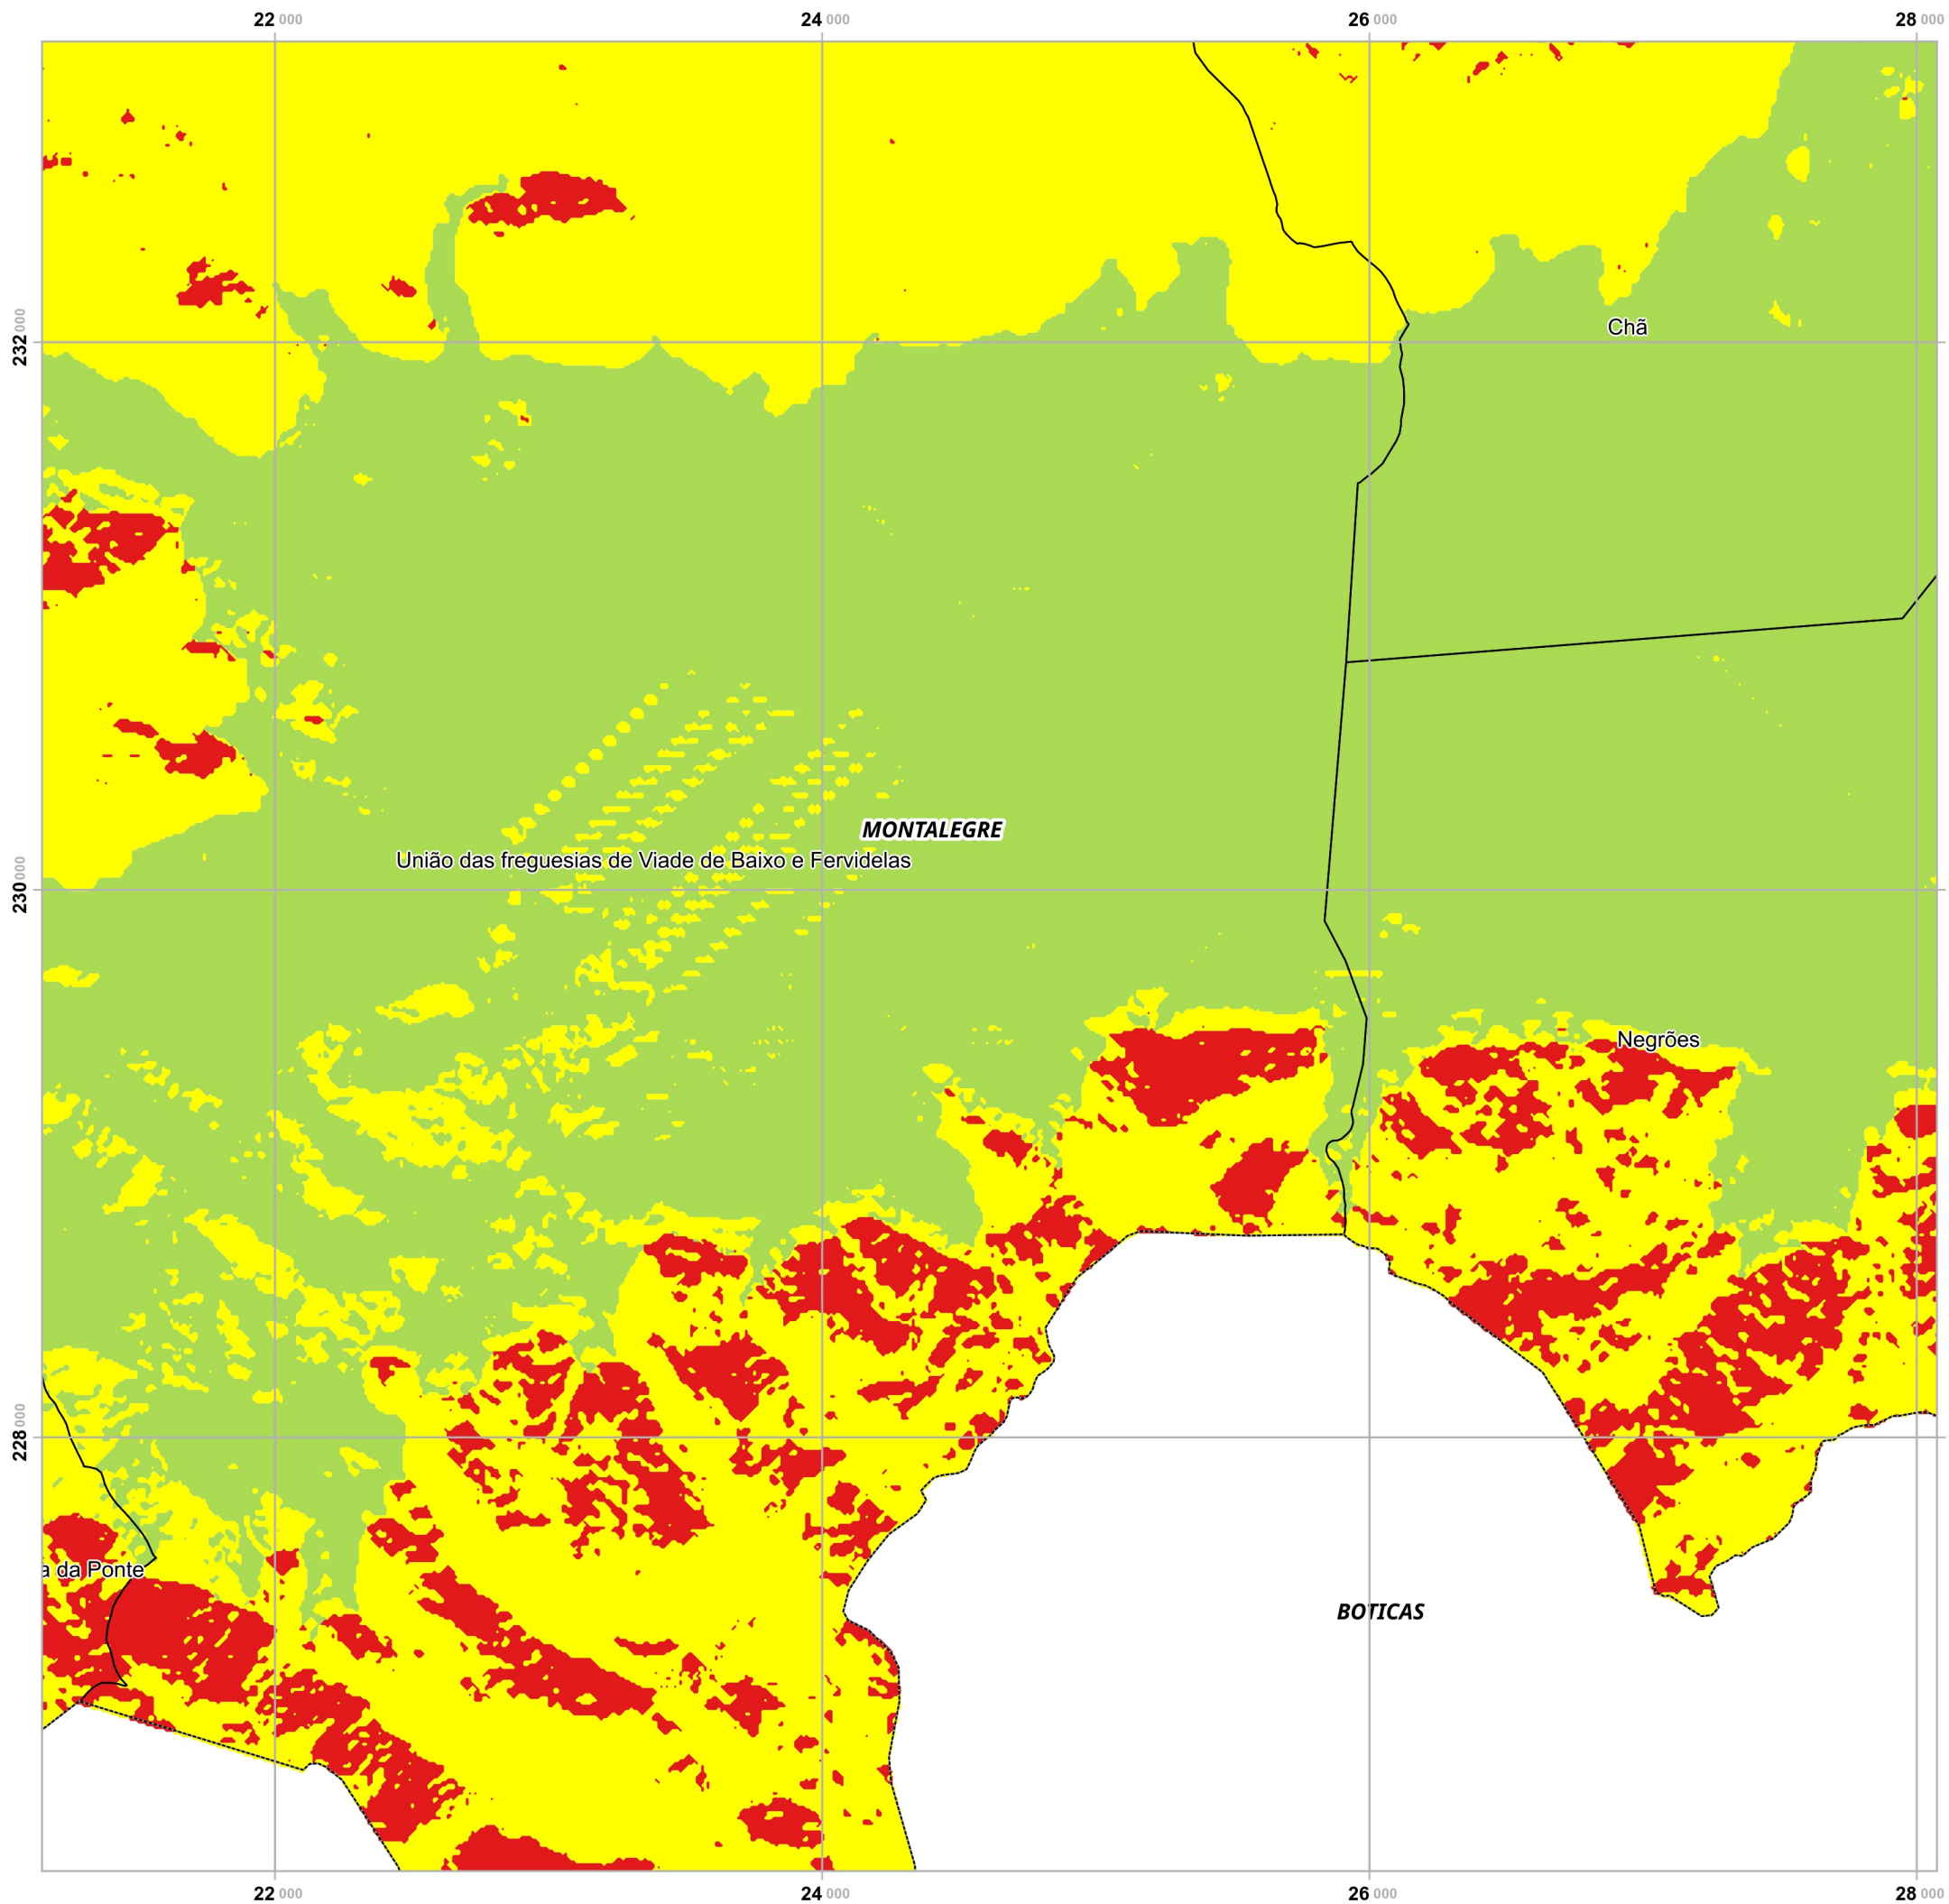 22 000 24 000 26 000 28 000
232 000
Chã
MONTALEGRE
União das freguesias de Viade de Baixo e Fervidelas
230 000
Negrões
228 000
a da Ponte
BOTICAS
22 000 24 000 26 000 28 000